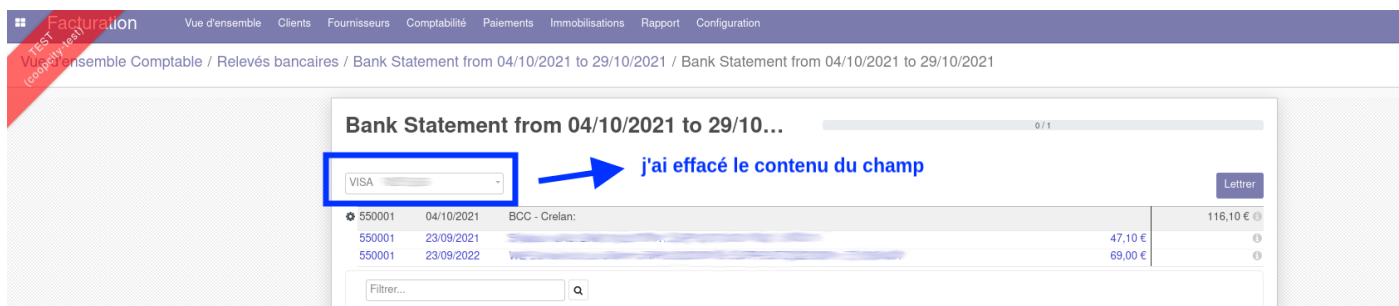 Facturation Vue d'ensemble Clients Fournisseurs Comptabilité Paiements Immobilisations Rapport Configuration
TEST
(coopcity-test)
Vue d'ensemble Comptable / Relevés bancaires / Bank Statement from 04/10/2021 to 29/10/2021 / Bank Statement from 04/10/2021 to 29/10/2021
Bank Statement from 04/10/2021 to 29/10... 0 / 1
j'ai effacé le contenu du champ
VISA
Lettrer
550001 04/10/2021 BCC - Crelan: 116,10 €
550001 23/09/2021 47,10 €
550001 23/09/2022 69,00 €
Filtrer...